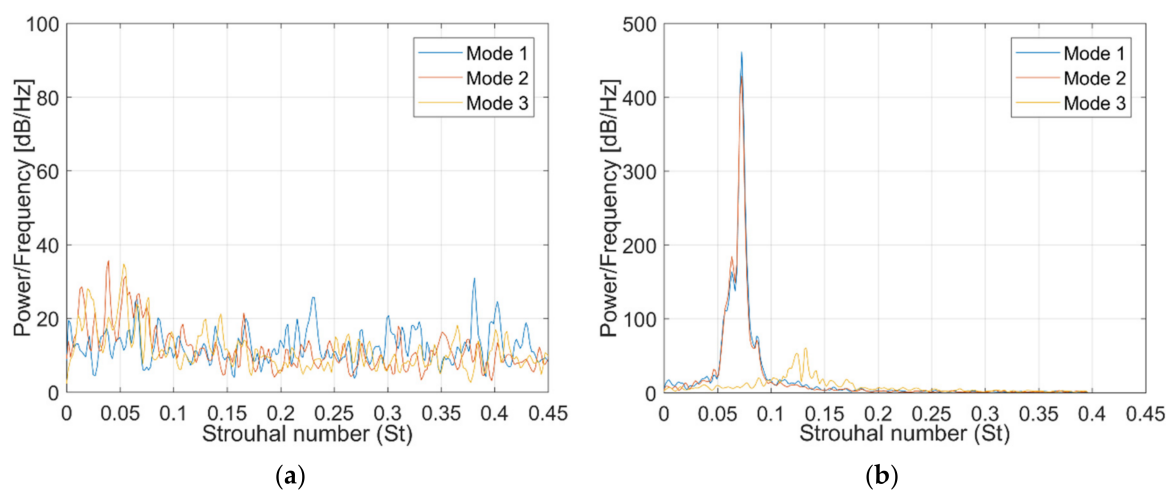 100
80
60
40
20
0
Power/Frequency [dB/Hz]
Mode 1
Mode 2
Mode 3
0 0.05 0.1 0.15 0.2 0.25 0.3 0.35 0.4 0.45
Strouhal number (St)
(a)
500
400
300
200
100
0
Power/Frequency [dB/Hz]
Mode 1
Mode 2
Mode 3
0 0.05 0.1 0.15 0.2 0.25 0.3 0.35 0.4 0.45
Strouhal number (St)
(b)